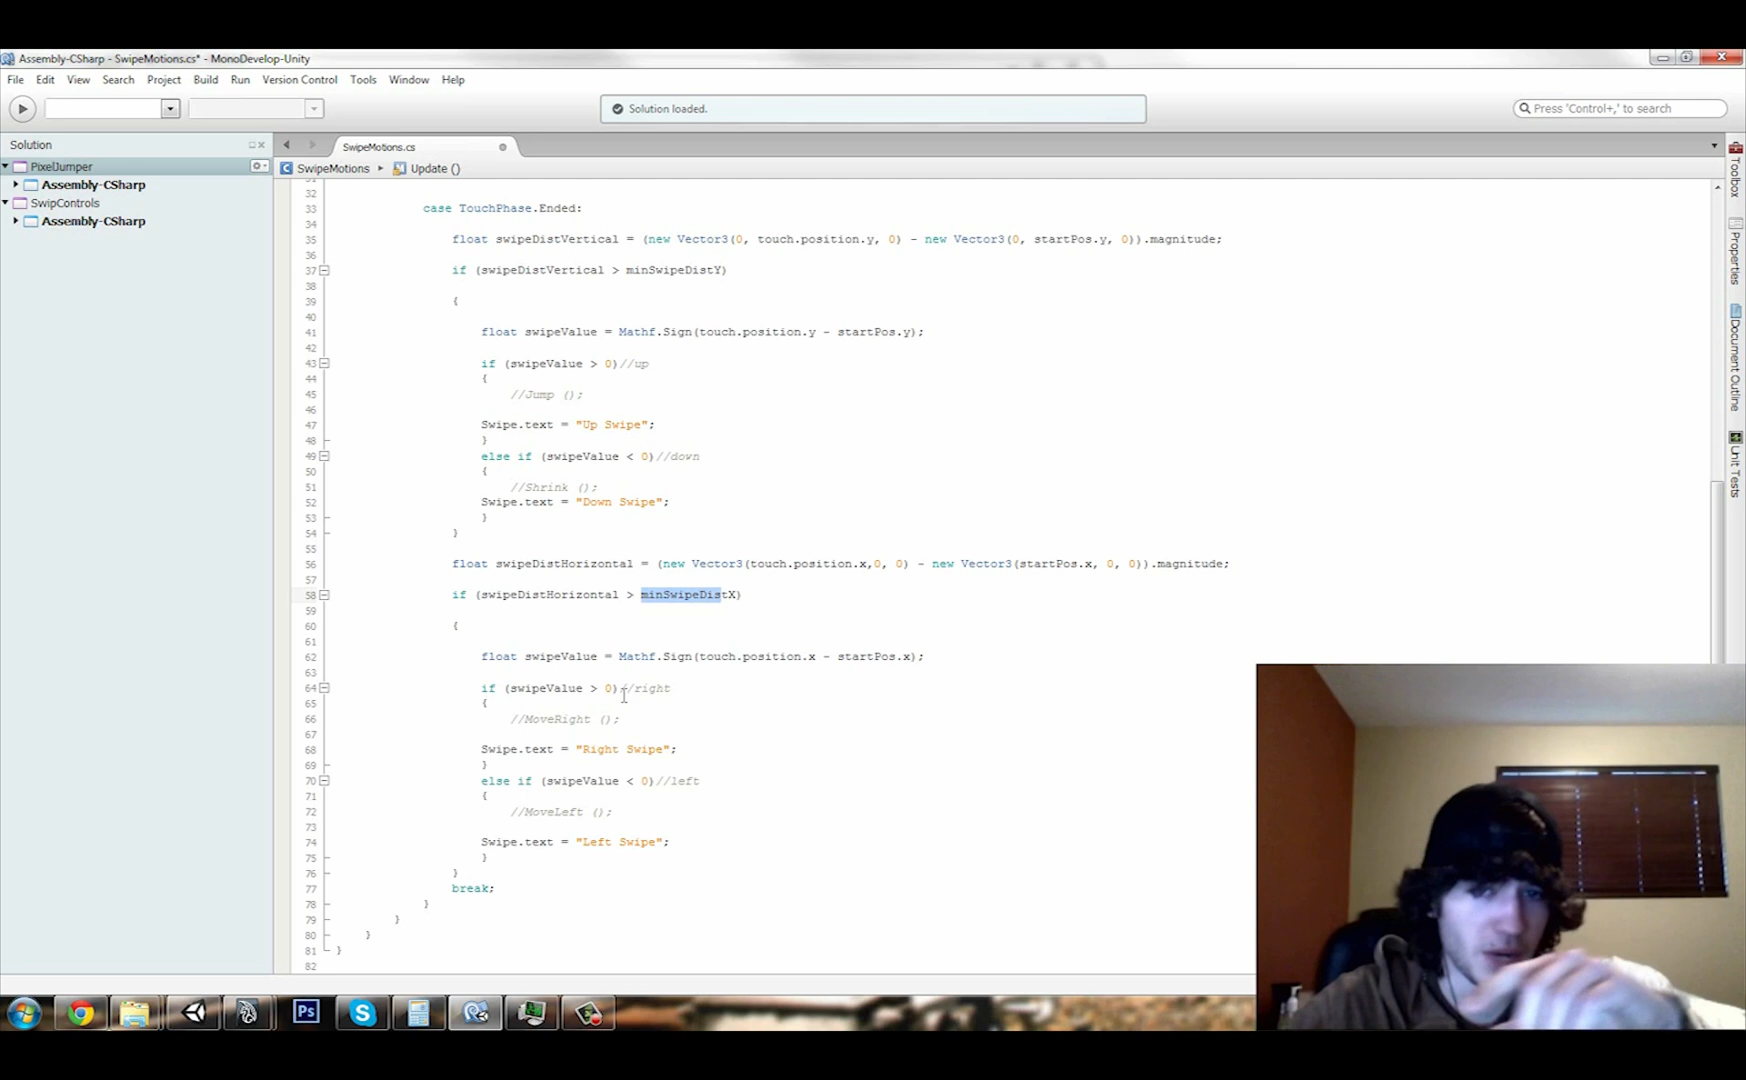 Assembly-CSharp - SwipeMotions.cs* - MonoDevelop-Unity
File Edit View Search Project Build Run Version Control Tools Window Help
Solution loaded.
Press 'Control+,' to search
Solution
SwipeMotions.cs
PixelJumper
SwipeMotions Update ()
Assembly-CSharp
SwipControls
Assembly-CSharp
32
33 case TouchPhase.Ended:
34
35 float swipeDistVertical = (new Vector3(0, touch.position.y, 0) - new Vector3(0, startPos.y, 0)).magnitude;
36
37 if (swipeDistVertical > minSwipeDistY)
38
39 {
40
41 float swipeValue = Mathf.Sign(touch.position.y - startPos.y);
42
43 if (swipeValue > 0)//up
44 {
45 //Jump ();
46
47 Swipe.text = "Up Swipe";
48 }
49 else if (swipeValue < 0)//down
50 {
51 //Shrink ();
52 Swipe.text = "Down Swipe";
53 }
54 }
55
56 float swipeDistHorizontal = (new Vector3(touch.position.x,0, 0) - new Vector3(startPos.x, 0, 0)).magnitude;
57
58 if (swipeDistHorizontal > minSwipeDistX)
59
60 {
61
62 float swipeValue = Mathf.Sign(touch.position.x - startPos.x);
63
64 if (swipeValue > 0)//right
65 {
66 //MoveRight ();
67
68 Swipe.text = "Right Swipe";
69 }
70 else if (swipeValue < 0)//left
71 {
72 //MoveLeft ();
73
74 Swipe.text = "Left Swipe";
75 }
76 }
77 break;
78 }
79 }
80 }
81 }
82
Toolbox
Properties
Document Outline
Unit Tests
Ps